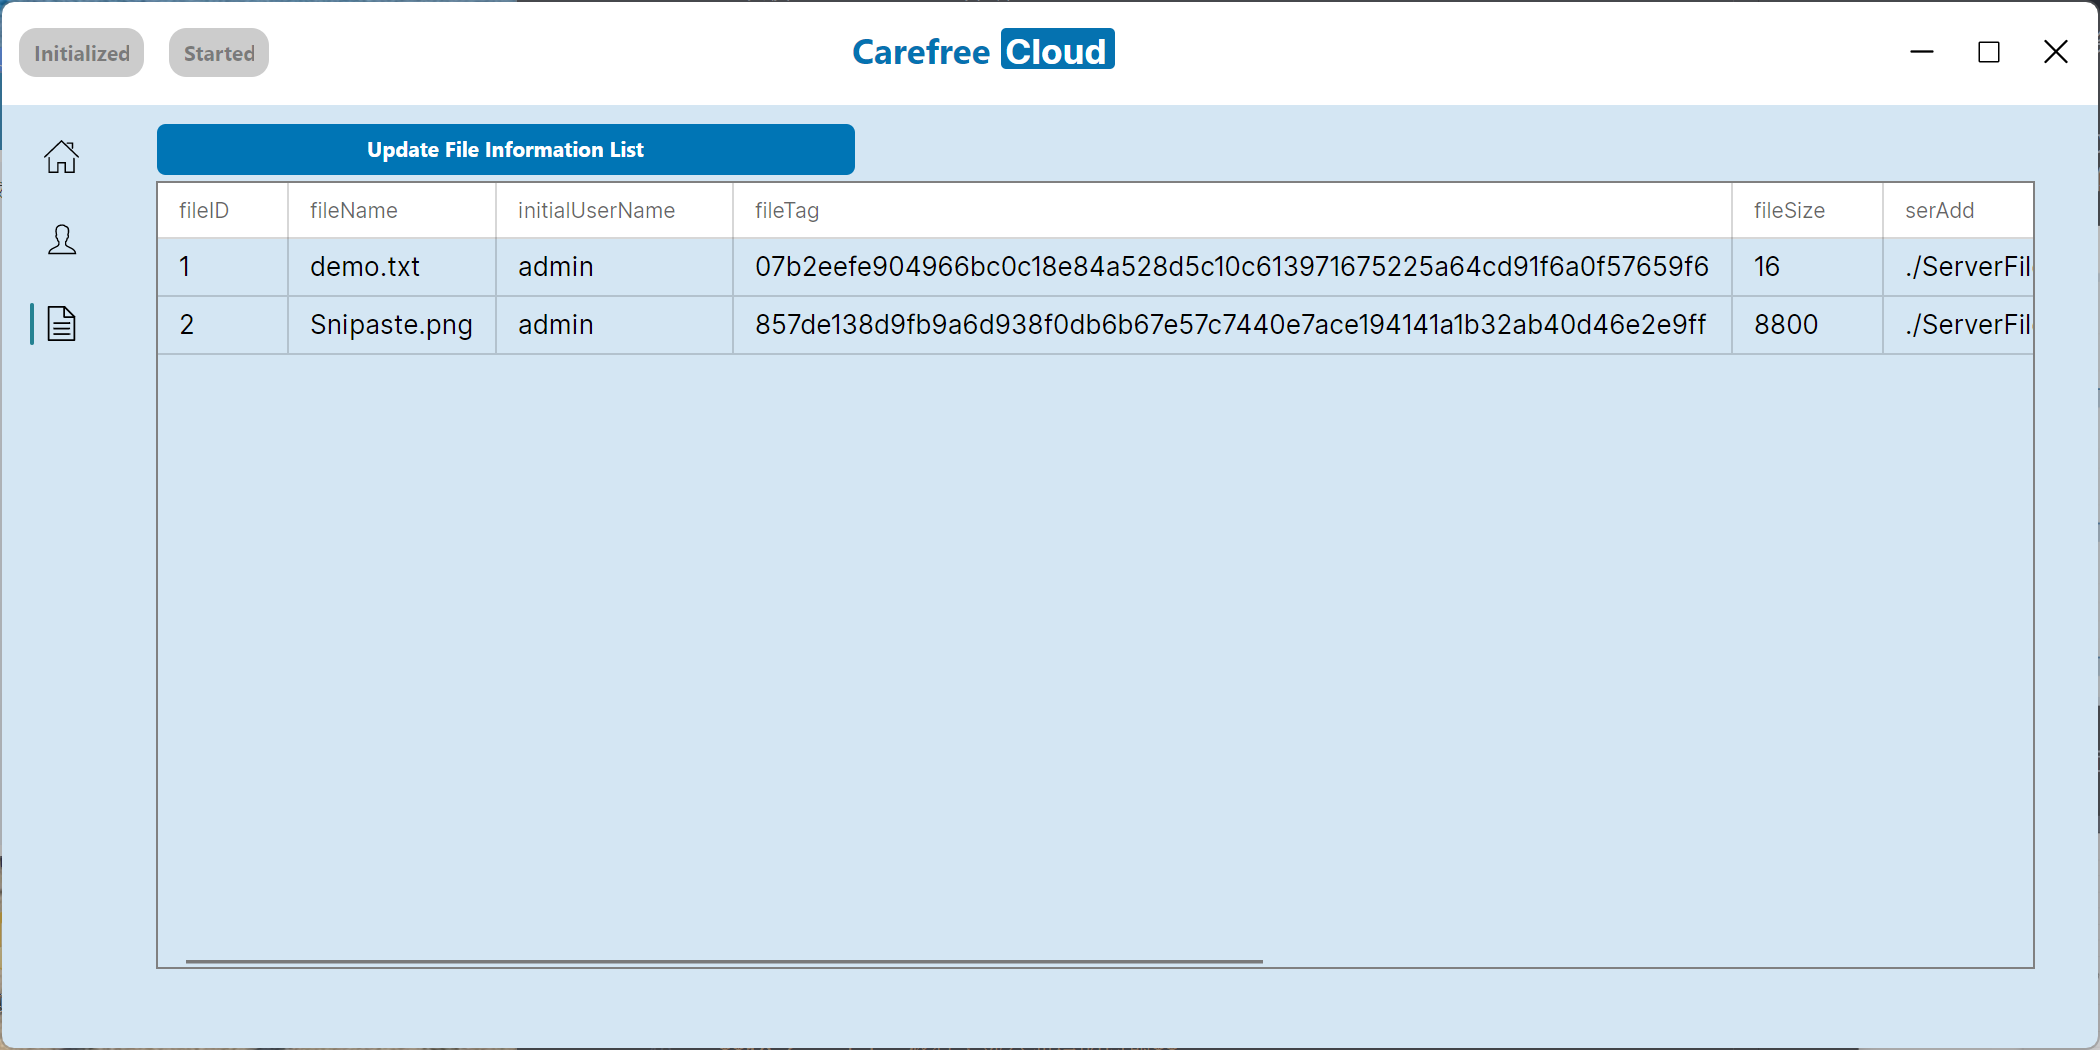 Initialized Started Carefree Cloud
Update File Information List
fileID fileName initialUserName fileTag fileSize serAdd
1 demo.txt admin 07b2eefe904966bc0c18e84a528d5c10c613971675225a64cd91f6a0f57659f6 16 ./ServerFil
2 Snipaste.png admin 857de138d9fb9a6d938f0db6b67e57c7440e7ace194141a1b32ab40d46e2e9ff 8800 ./ServerFil